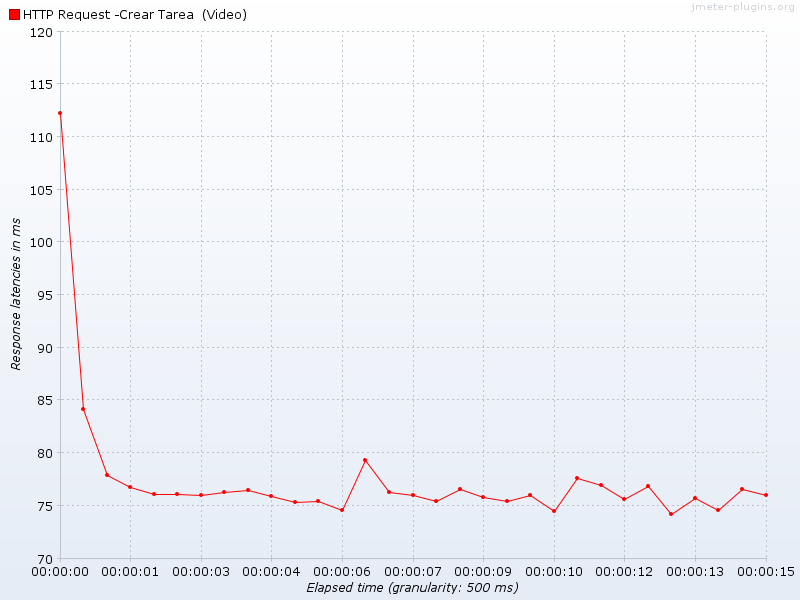 jmeter-plugins.org
HTTP Request -Crear Tarea (Video)
120
115
110
105
100
95
90
85
80
75
70
Response latencies in ms
00:00:00 00:00:01 00:00:03 00:00:04 00:00:06 00:00:07 00:00:09 00:00:10 00:00:12 00:00:13 00:00:15
Elapsed time (granularity: 500 ms)